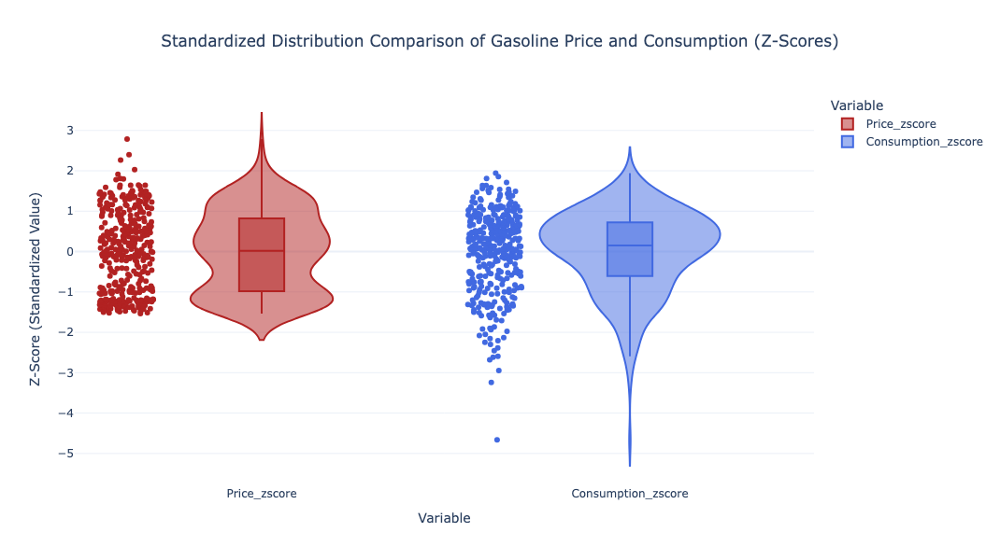 Standardized Distribution Comparison of Gasoline Price and Consumption (Z-Scores)
Variable
Price_zscore
Consumption_zscore
Z-Score (Standardized Value)
3
2
1
0
−1
−2
−3
−4
−5
Price_zscore
Consumption_zscore
Variable